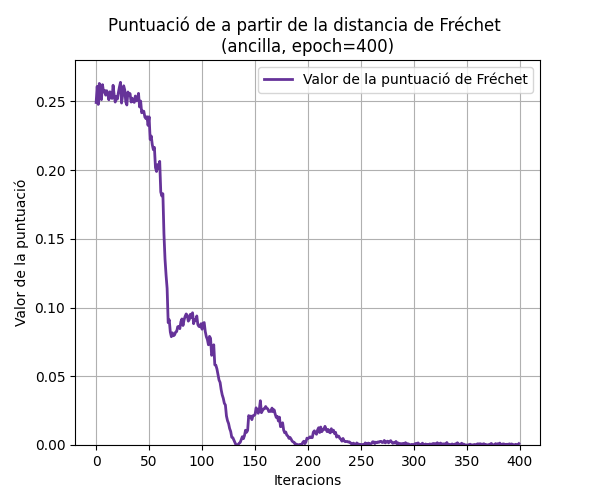 Puntuació de a partir de la distancia de Fréchet
(ancilla, epoch=400)
Valor de la puntuació de Fréchet
Valor de la puntuació
0.25
0.20
0.15
0.10
0.05
0.00
0 50 100 150 200 250 300 350 400
Iteracions